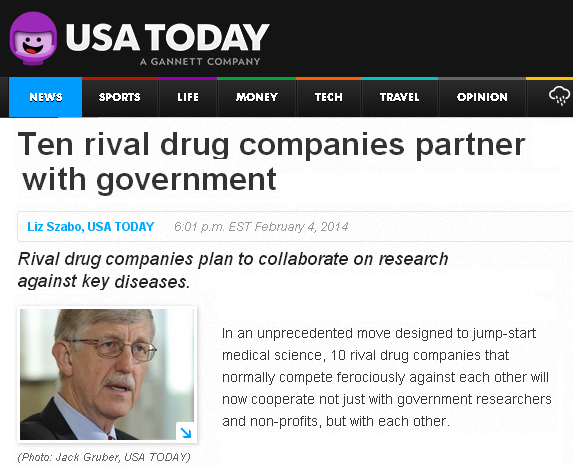 USA TODAY
A GANNETT COMPANY
NEWS SPORTS LIFE MONEY TECH TRAVEL OPINION
Ten rival drug companies partner
with government
Liz Szabo, USA TODAY 6:01 p.m. EST February 4, 2014
Rival drug companies plan to collaborate on research
against key diseases.
In an unprecedented move designed to jump-start
medical science, 10 rival drug companies that
normally compete ferociously against each other will
now cooperate not just with government researchers
and non-profits, but with each other.
(Photo: Jack Gruber, USA TODAY)